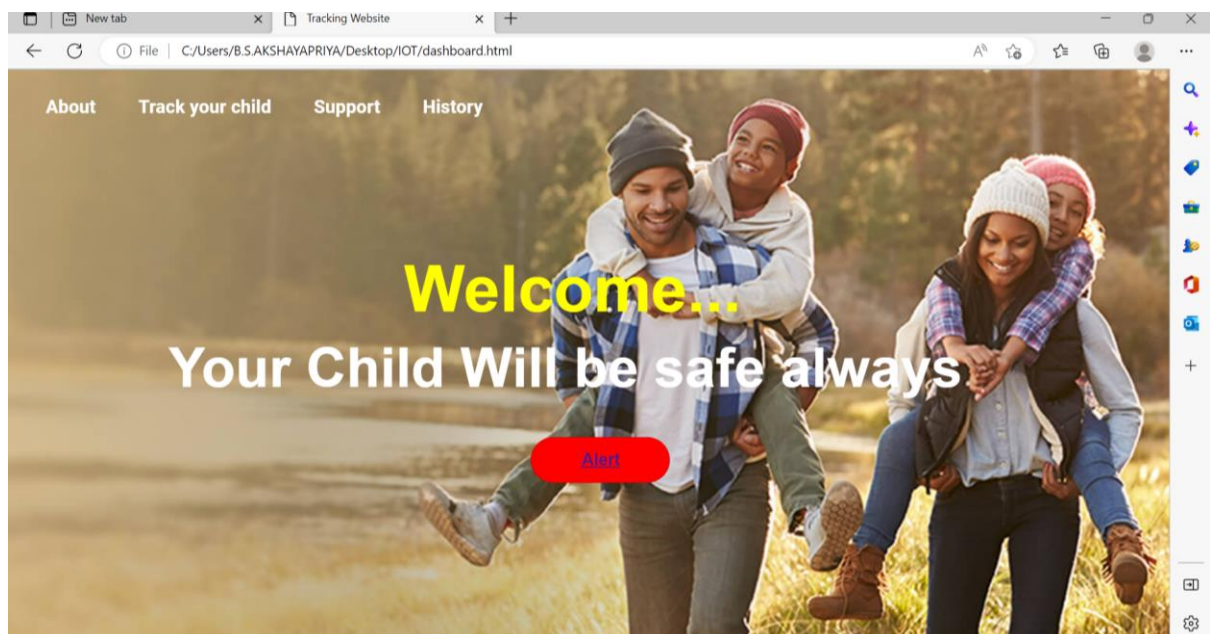 New tab
Tracking Website
File
C:/Users/B.S.AKSHAYAPRIYA/Desktop/IOT/dashboard.html
About
Track your child
Support
History
Welcome...
Your Child Will be safe always
Alert